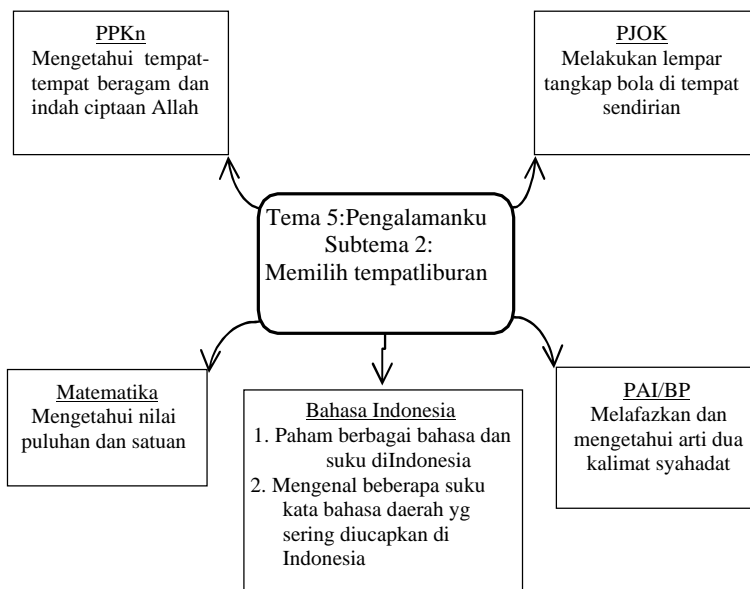 PPKn
Mengetahui tempat-
tempat beragam dan
indah ciptaan Allah
PJOK
Melakukan lempar
tangkap bola di tempat
sendirian
Tema 5:Pengalamanku
Subtema 2:
Memilih tempatliburan
Matematika
Mengetahui nilai
puluhan dan satuan
Bahasa Indonesia
1. Paham berbagai bahasa dan
suku diIndonesia
2. Mengenal beberapa suku
kata bahasa daerah yg
sering diucapkan di
Indonesia
PAI/BP
Melafazkan dan
mengetahui arti dua
kalimat syahadat